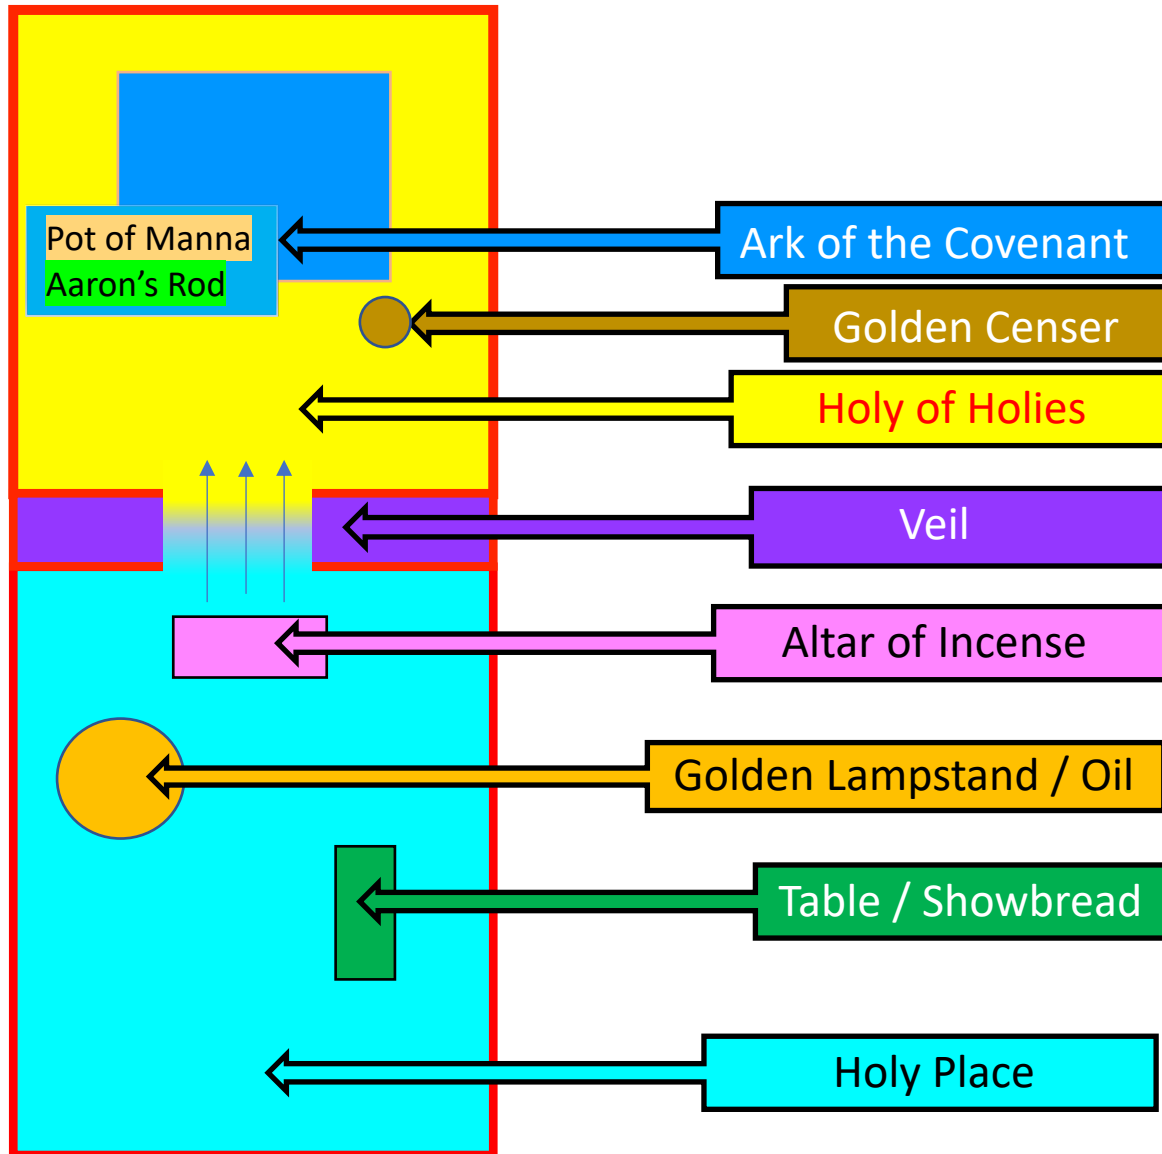 Pot of Manna
Aaron’s Rod
Ark of the Covenant
Golden Censer
Holy of Holies
Veil
Altar of Incense
Golden Lampstand / Oil
Table / Showbread
Holy Place